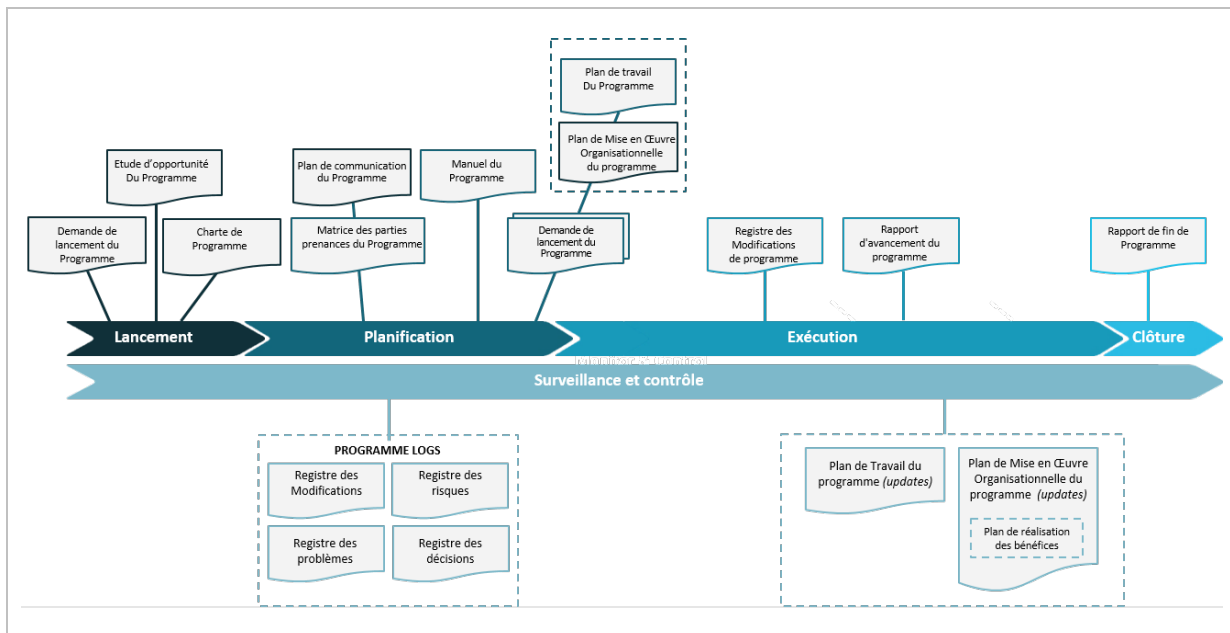 Plan de travail
Du Programme
Plan de Mise en Œuvre
Organisationnelle
du programme
Etude d'opportunité
Du Programme
Plan de communication
du Programme
Manuel du
Programme
Demande de
lancement du
Programme
Charte de
Programme
Matrice des parties
prenances du Programme
Demande de
lancement du
Programme
Registre des
Modifications
de programme
Rapport
d'avancement du
programme
Rapport de fin de
Programme
Lancement
Planification
Exécution
Clôture
Surveillance et contrôle
PROGRAMME LOGS
Registre des
Modifications
Registre des
risques
Registre des
problèmes
Registre des
décisions
Plan de Travail du
programme (updates)
Plan de Mise en Œuvre
Organisationnelle du
programme (updates)
Plan de réalisation
des bénéfices